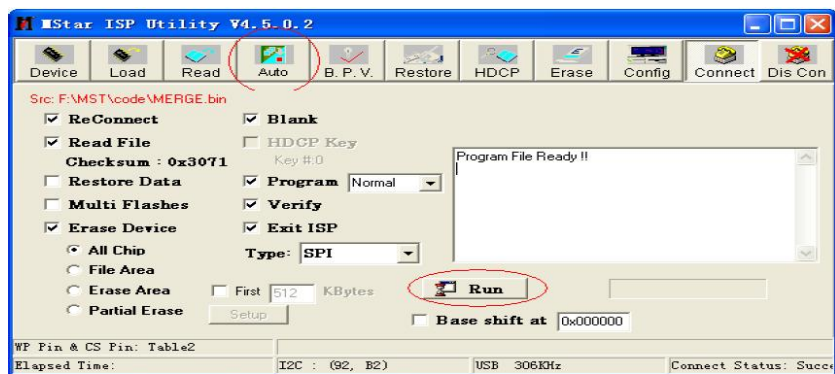 MStar ISP Utility V4.5.0.2
Device Load Read Auto B.P.V. Restore HDCP Erase Config Connect Dis Con
Src: F:\MST\code\MERGE.bin
ReConnect Blank
Read File HDCP Key
Checksum : 0x3071 Key #:0
Program File Ready !!
Restore Data Program Normal
Multi Flashes Verify
Erase Device Exit ISP
All Chip Type: SPI
File Area
Erase Area First 512 KBytes Run
Partial Erase Setup Base shift at 0x000000
WP Pin & CS Pin: Table2
Elapsed Time: I2C : (92, B2) USB 306KHz Connect Status: Succe